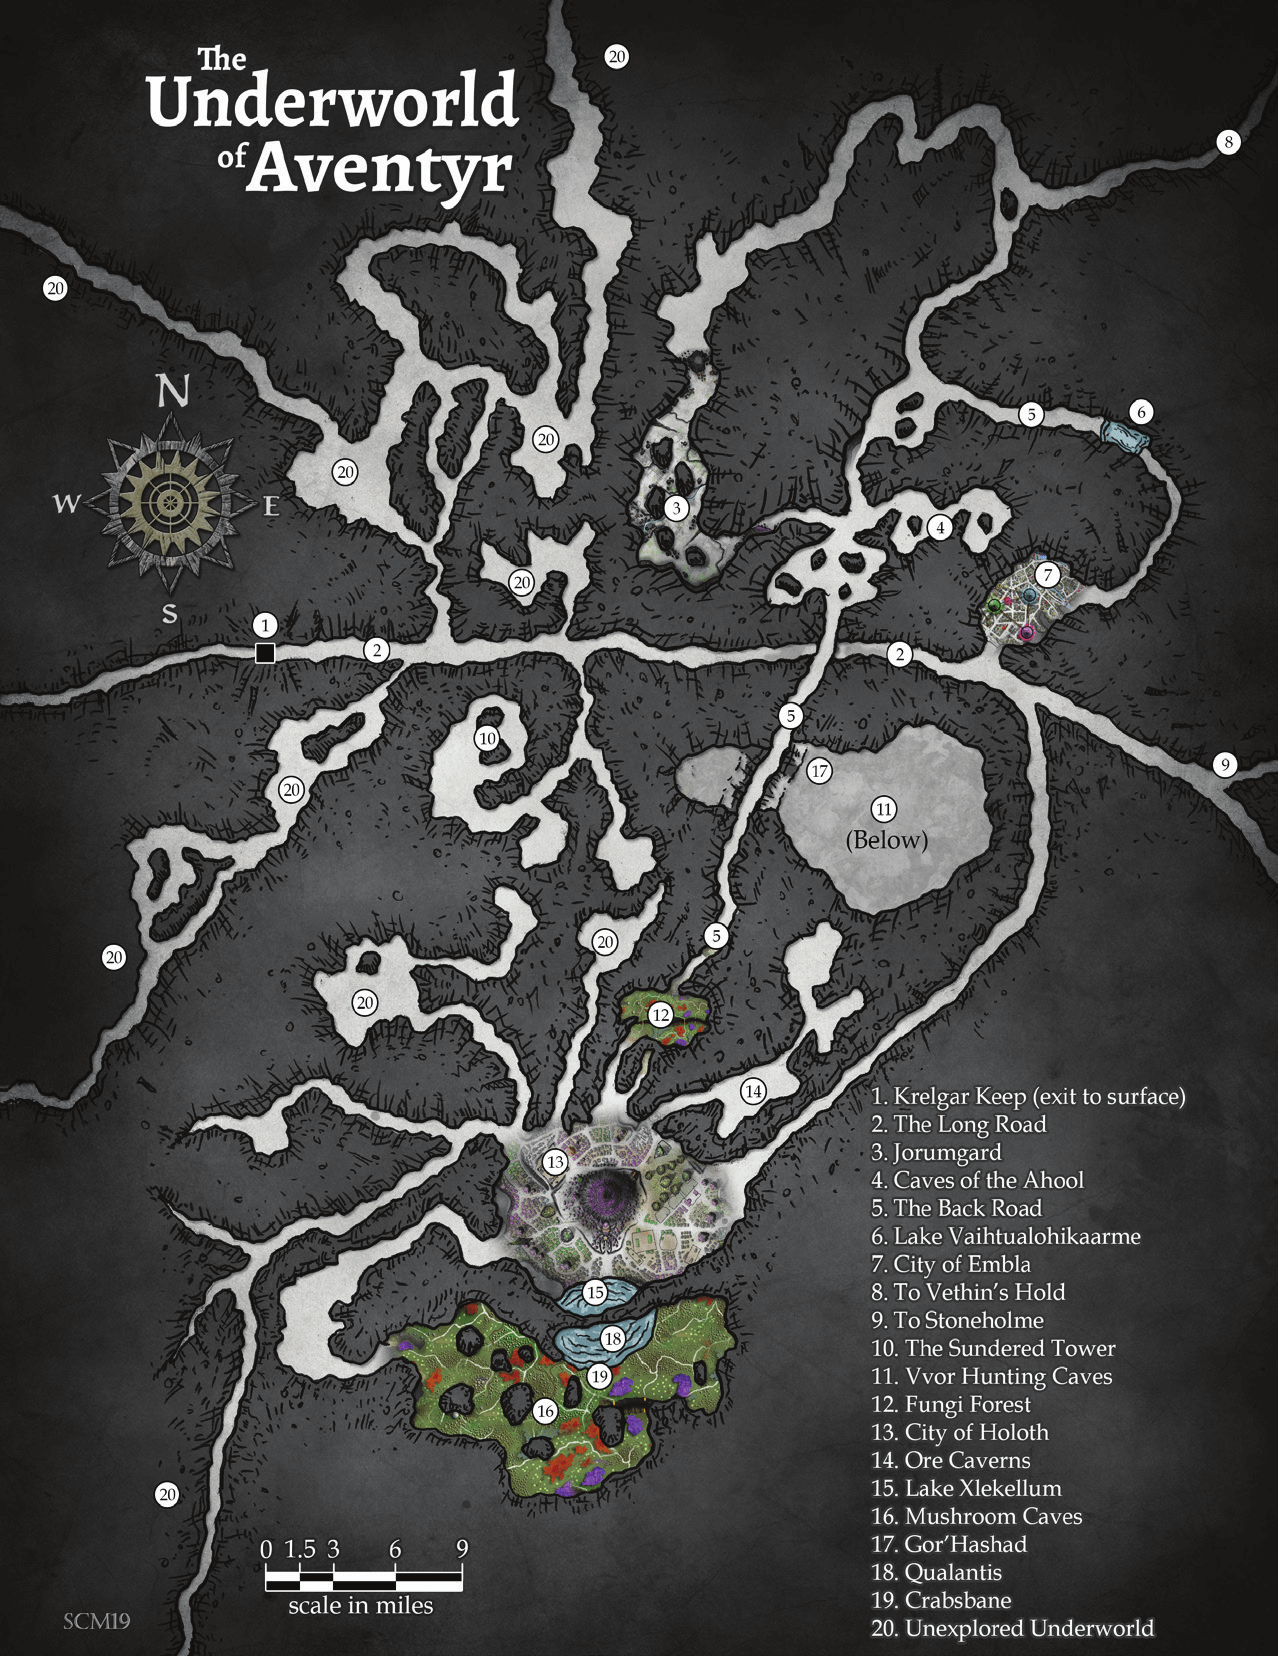 The
Underworld
of Aventyr
20
8
20
N
W
E
S
20
20
5
6
3
4
20
7
1
2
2
5
9
10
17
20
11
(Below)
20
5
20
20
12
14
13
15
18
19
16
20
0 1.5 3 6 9
scale in miles
SCM19
1. Krelgar Keep (exit to surface)
2. The Long Road
3. Jorumgard
4. Caves of the Ahool
5. The Back Road
6. Lake Vaihtualohikaarme
7. City of Embla
8. To Vethin's Hold
9. To Stoneholme
10. The Sundered Tower
11. Vvor Hunting Caves
12. Fungi Forest
13. City of Holoth
14. Ore Caverns
15. Lake Xlekellum
16. Mushroom Caves
17. Gor'Hashad
18. Qualantis
19. Crabsbane
20. Unexplored Underworld